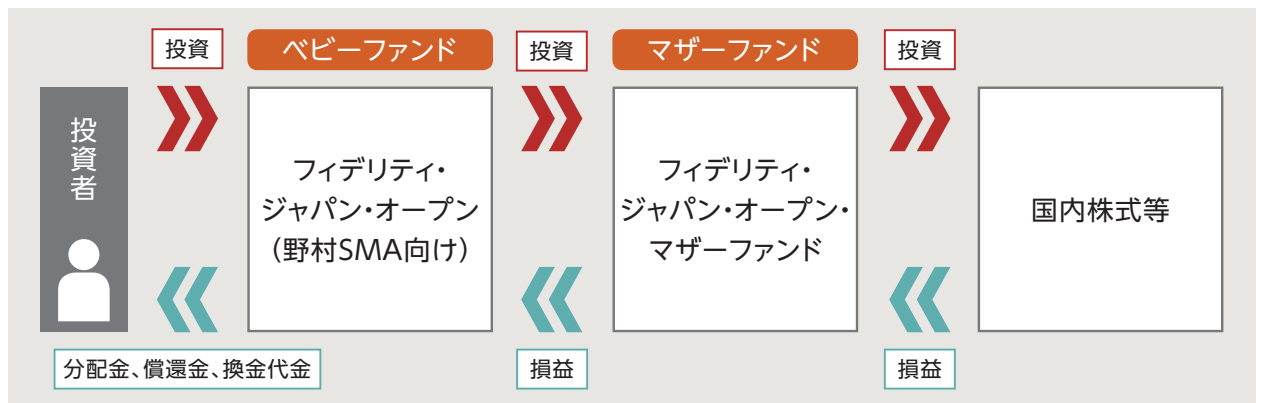 投資
ベビーファンド
投資
マザーファンド
投資
投資者
フィデリティ・
ジャパン・オープン
（野村SMA向け）
フィデリティ・
ジャパン・オープン・
マザーファンド
国内株式等
分配金、償還金、換金代金
損益
損益